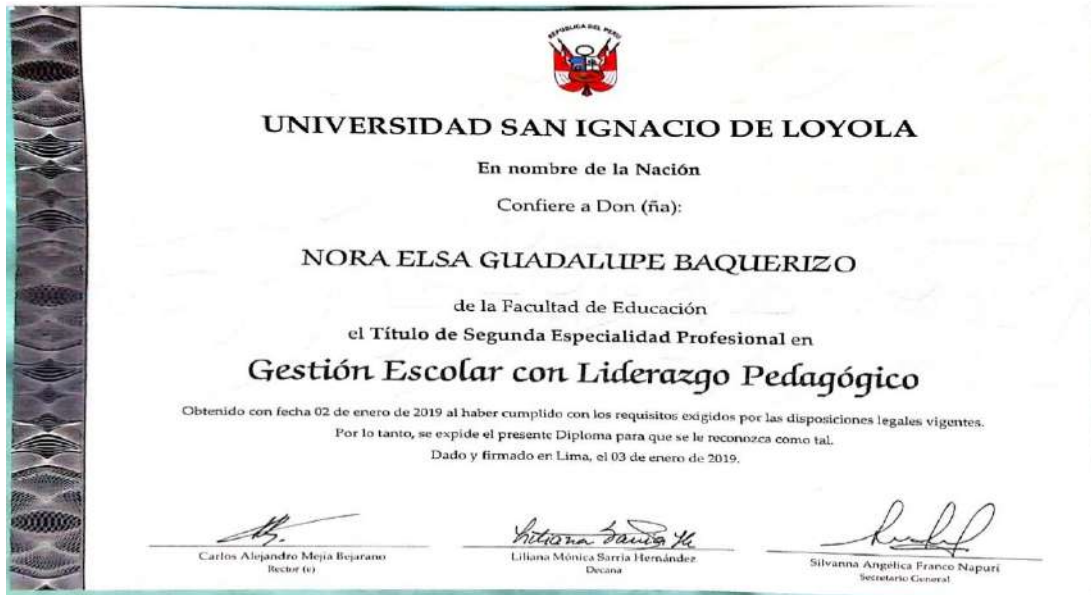 REPÚBLICA DEL PERÚ
UNIVERSIDAD SAN IGNACIO DE LOYOLA
En nombre de la Nación
Confiere a Don (ña):
NORA ELSA GUADALUPE BAQUERIZO
de la Facultad de Educación
el Título de Segunda Especialidad Profesional en
Gestión Escolar con Liderazgo Pedagógico
Obtenido con fecha 02 de enero de 2019 al haber cumplido con los requisitos exigidos por las disposiciones legales vigentes.
Por lo tanto, se expide el presente Diploma para que se le reconozca como tal.
Dado y firmado en Lima, el 03 de enero de 2019.
Carlos Alejandro Mejía Bejarano
Rector (e)
Liliana Mónica Sarria Hernández
Decana
Silvanna Angélica Franco Napurí
Secretario General